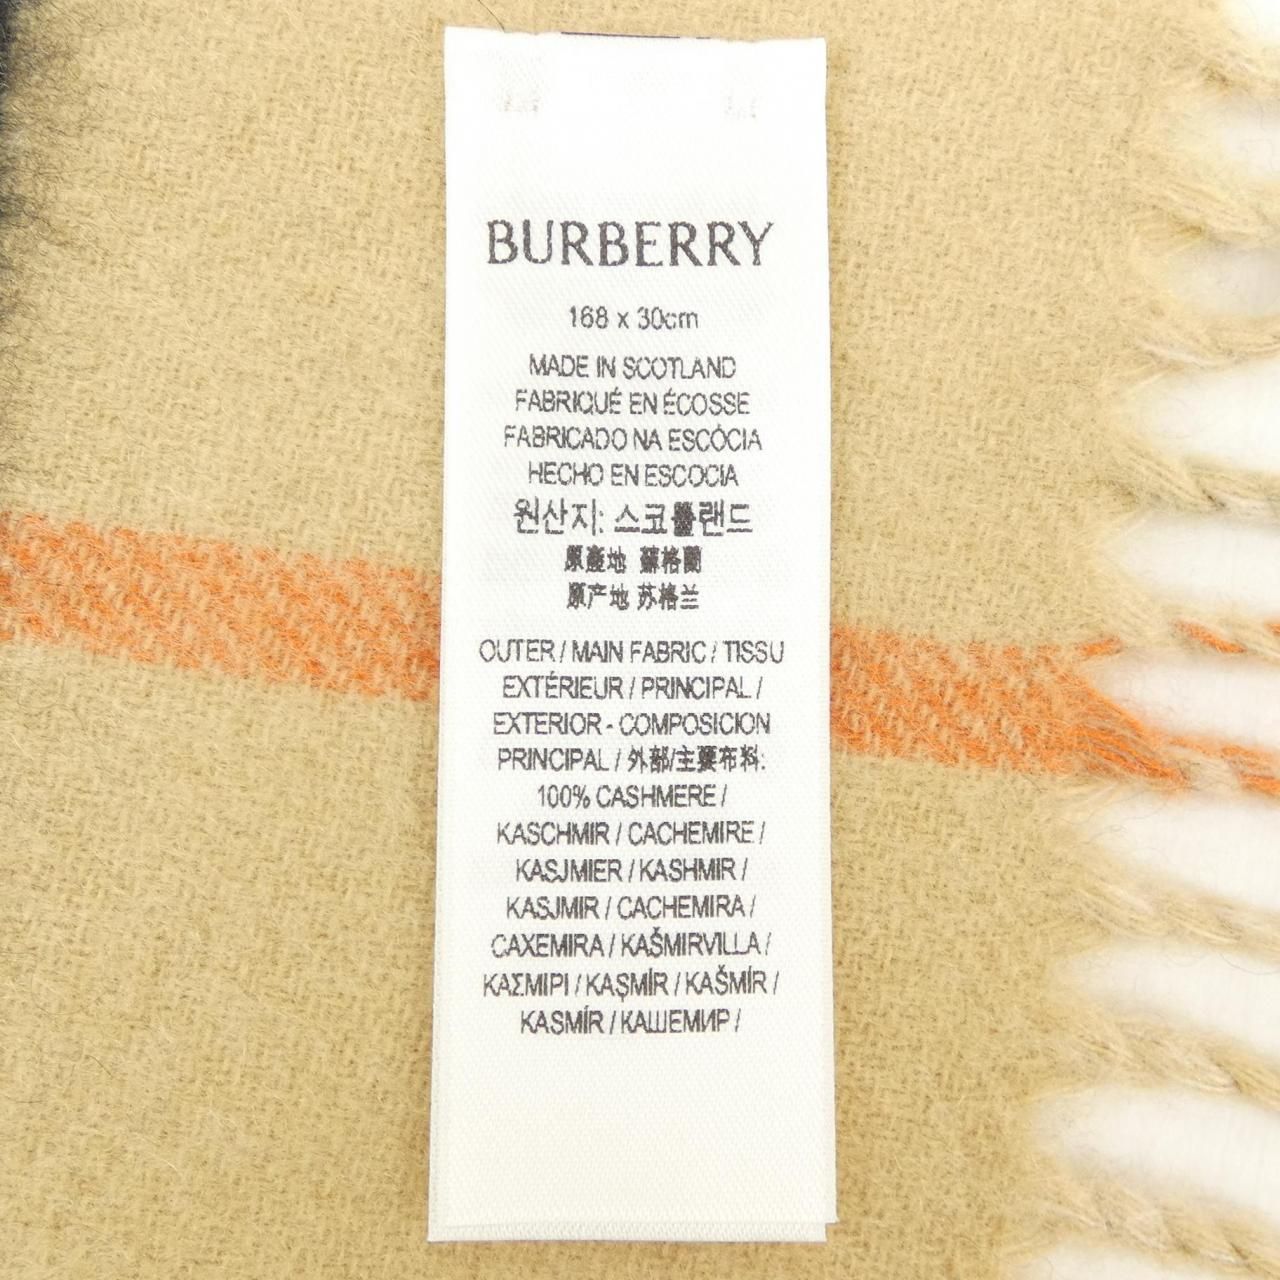 BURBERRY
168 x 30cm
MADE IN SCOTLAND
FABRIQUÉ EN ÉCOSSE
FABRICADO NA ESCÓCIA
HECHO EN ESCOCIA
원산지: 스코틀랜드
原產地 蘇格蘭
原产地 苏格兰
OUTER / MAIN FABRIC / TISSU
EXTÉRIEUR / PRINCIPAL /
EXTERIOR - COMPOSICION
PRINCIPAL / 外部/主要布料:
100% CASHMERE /
KASCHMIR / CACHEMIRE /
KASJMIER / KASHMIR /
KASJMIR / CACHEMIRA /
CAXEMIRA / KAŠMIRVILLA /
ΚΑΣΜΙΡΙ / KAŞMİR / KAŠMÍR /
KASMÍR / КАШЕМИР /